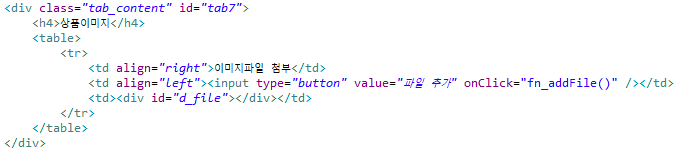 <div class="tab_content" id="tab7">
    <h4>상품이미지</h4>
    <table>
        <tr>
            <td align="right">이미지파일 첨부</td>
            <td align="left"><input type="button" value="파일 추가" onClick="fn_addFile()" /></td>
            <td><div id="d_file"></div></td>
        </tr>
    </table>
</div>